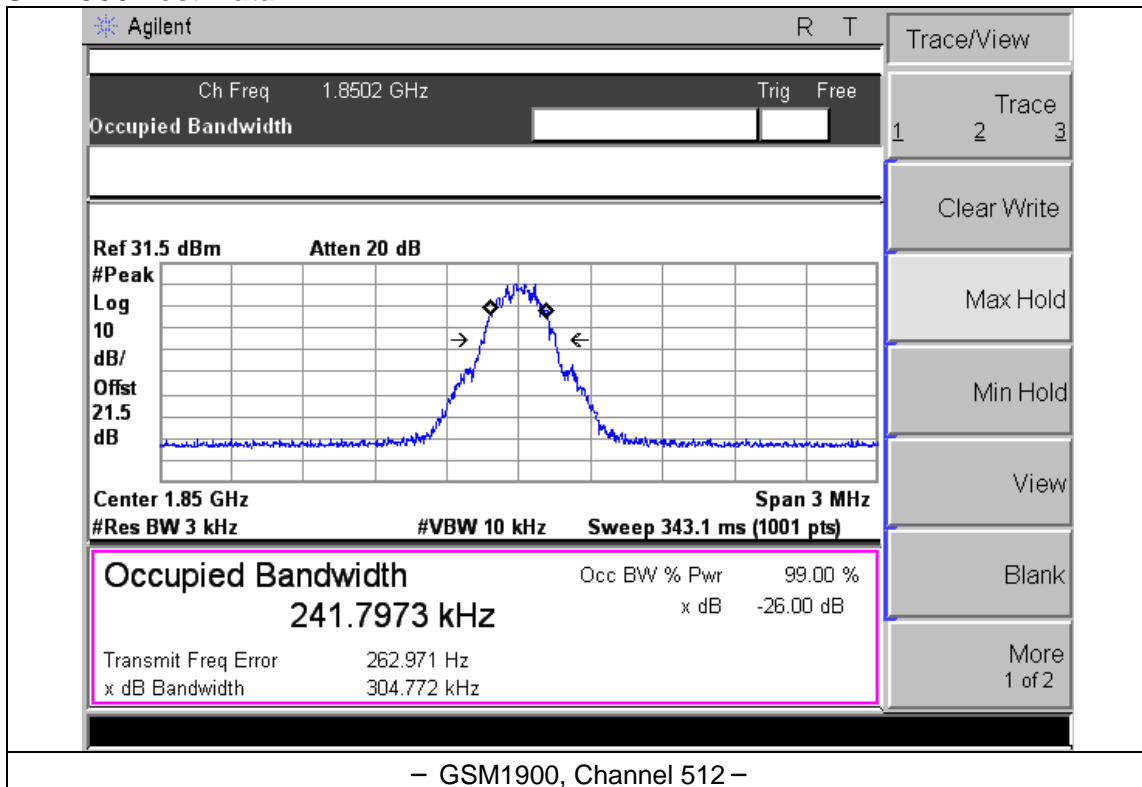 Agilent R T
Ch Freq 1.8502 GHz Trig Free
Occupied Bandwidth
Ref 31.5 dBm Atten 20 dB
#Peak
Log
10
dB/
Offst
21.5
dB
Center 1.85 GHz Span 3 MHz
#Res BW 3 kHz #VBW 10 kHz Sweep 343.1 ms (1001 pts)
Occupied Bandwidth
241.7973 kHz
Occ BW % Pwr 99.00 %
x dB -26.00 dB
Transmit Freq Error 262.971 Hz
x dB Bandwidth 304.772 kHz
Trace/View
Trace
1 2 3
Clear Write
Max Hold
Min Hold
View
Blank
More
1 of 2
– GSM1900, Channel 512 –